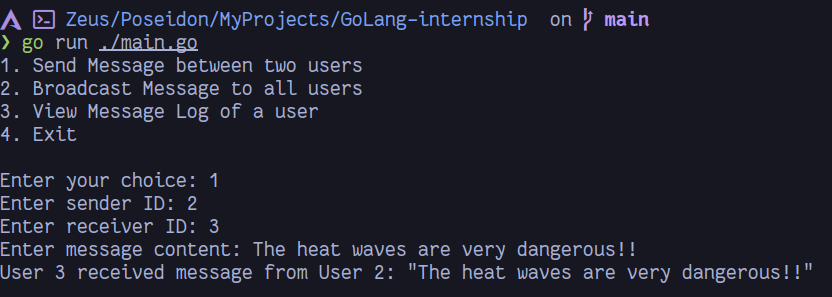 Zeus/Poseidon/MyProjects/GoLang-internship on main
❯ go run ./main.go
1. Send Message between two users
2. Broadcast Message to all users
3. View Message Log of a user
4. Exit
Enter your choice: 1
Enter sender ID: 2
Enter receiver ID: 3
Enter message content: The heat waves are very dangerous!!
User 3 received message from User 2: "The heat waves are very dangerous!!"